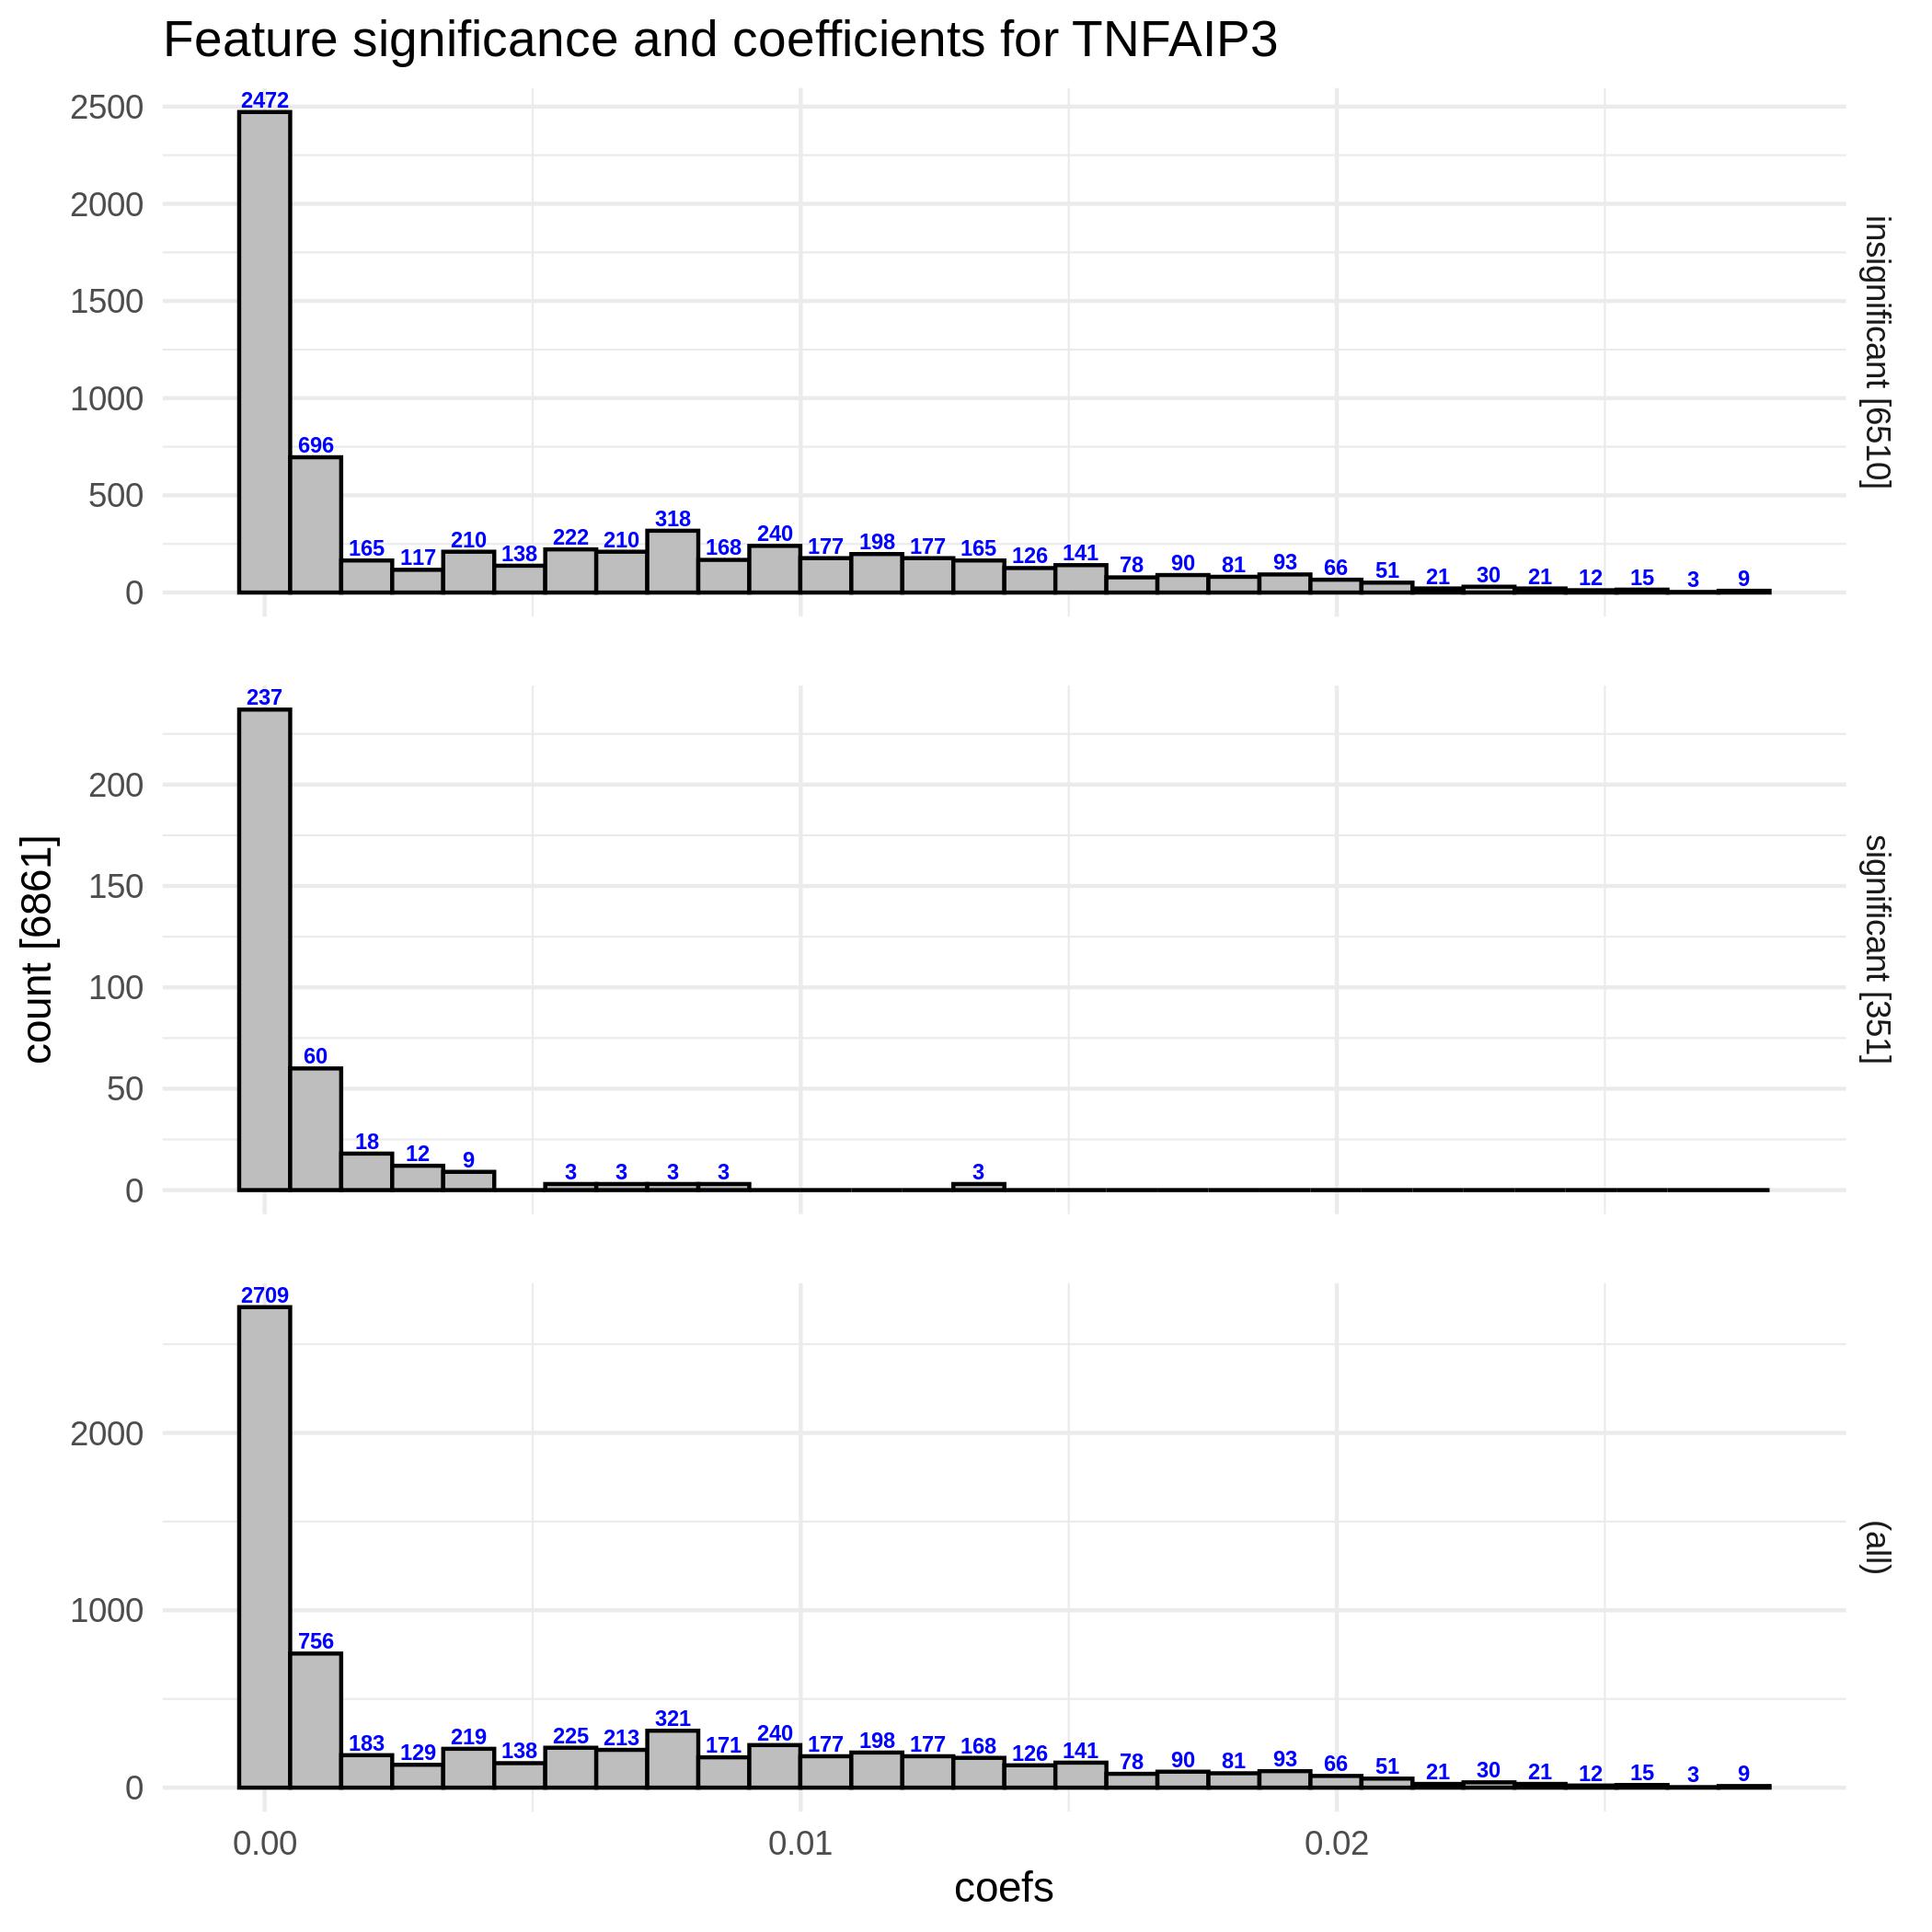 Feature significance and coefficients for TNFAIP3
2500
2000
1500
1000
500
0
2472
696
165 117 210 138 222 210 318 168 240 177 198 177 165 126 141 78 90 81 93 66 51 21 30 21 12 15 3 9
insignificant [6510]
count [6861]
200
150
100
50
0
237
60
18 12 9 3 3 3 3 3
significant [351]
2000
1000
0
2709
756
183 129 219 138 225 213 321 171 240 177 198 177 168 126 141 78 90 81 93 66 51 21 30 21 12 15 3 9
(all)
0.00 0.01 0.02
coefs